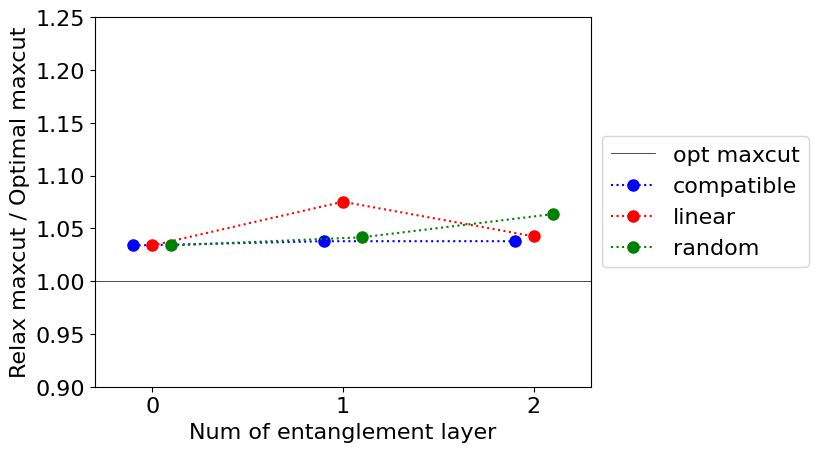 Relax maxcut / Optimal maxcut
1.25
1.20
1.15
1.10
1.05
1.00
0.95
0.90
0
1
2
Num of entanglement layer
opt maxcut
compatible
linear
random